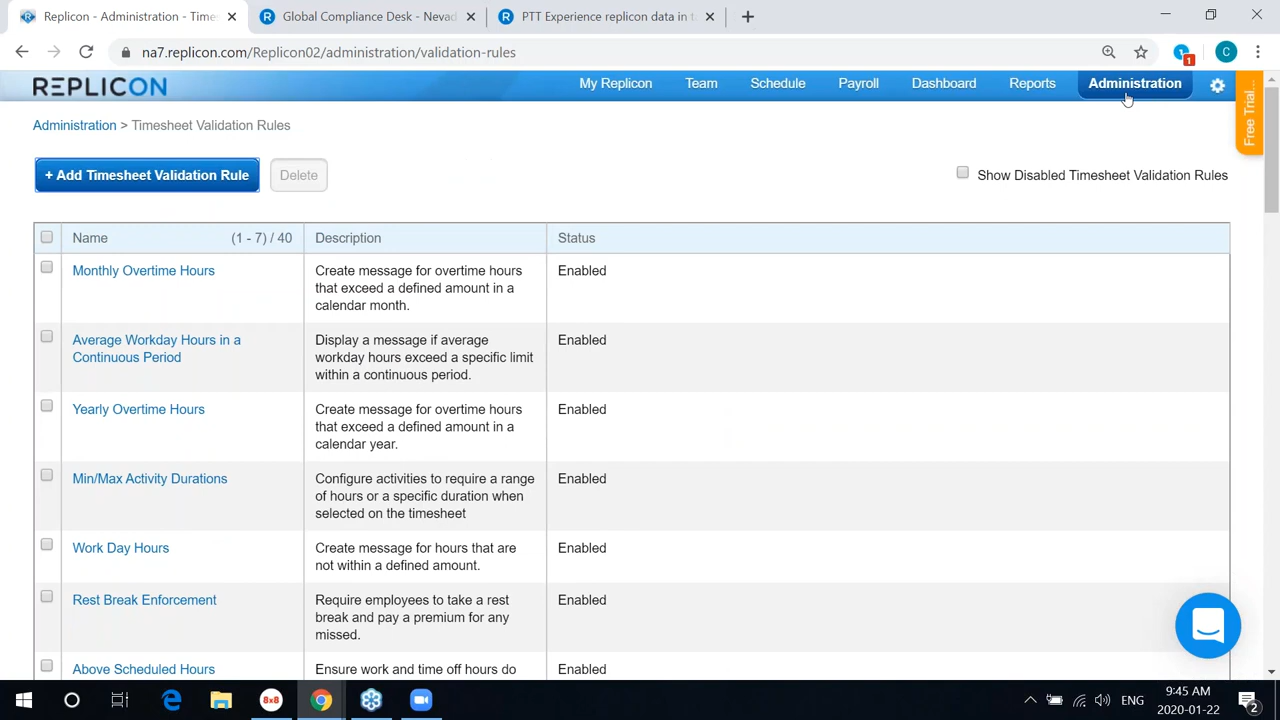 Replicon - Administration - Times
Global Compliance Desk - Nevad
PTT Experience replicon data in t
na7.replicon.com/Replicon02/administration/validation-rules
1
C
REPLICON
My Replicon
Team
Schedule
Payroll
Dashboard
Reports
Administration
Free Trial...
Administration > Timesheet Validation Rules
+ Add Timesheet Validation Rule
Delete
Show Disabled Timesheet Validation Rules
Name
(1 - 7) / 40
Description
Status
Monthly Overtime Hours
Create message for overtime hours
that exceed a defined amount in a
calendar month.
Enabled
Average Workday Hours in a
Continuous Period
Display a message if average
workday hours exceed a specific limit
within a continuous period.
Enabled
Yearly Overtime Hours
Create message for overtime hours
that exceed a defined amount in a
calendar year.
Enabled
Min/Max Activity Durations
Configure activities to require a range
of hours or a specific duration when
selected on the timesheet
Enabled
Work Day Hours
Create message for hours that are
not within a defined amount.
Enabled
Rest Break Enforcement
Require employees to take a rest
break and pay a premium for any
missed.
Enabled
Above Scheduled Hours
Ensure work and time off hours do
Enabled
8x8
ENG
9:45 AM
2020-01-22
2